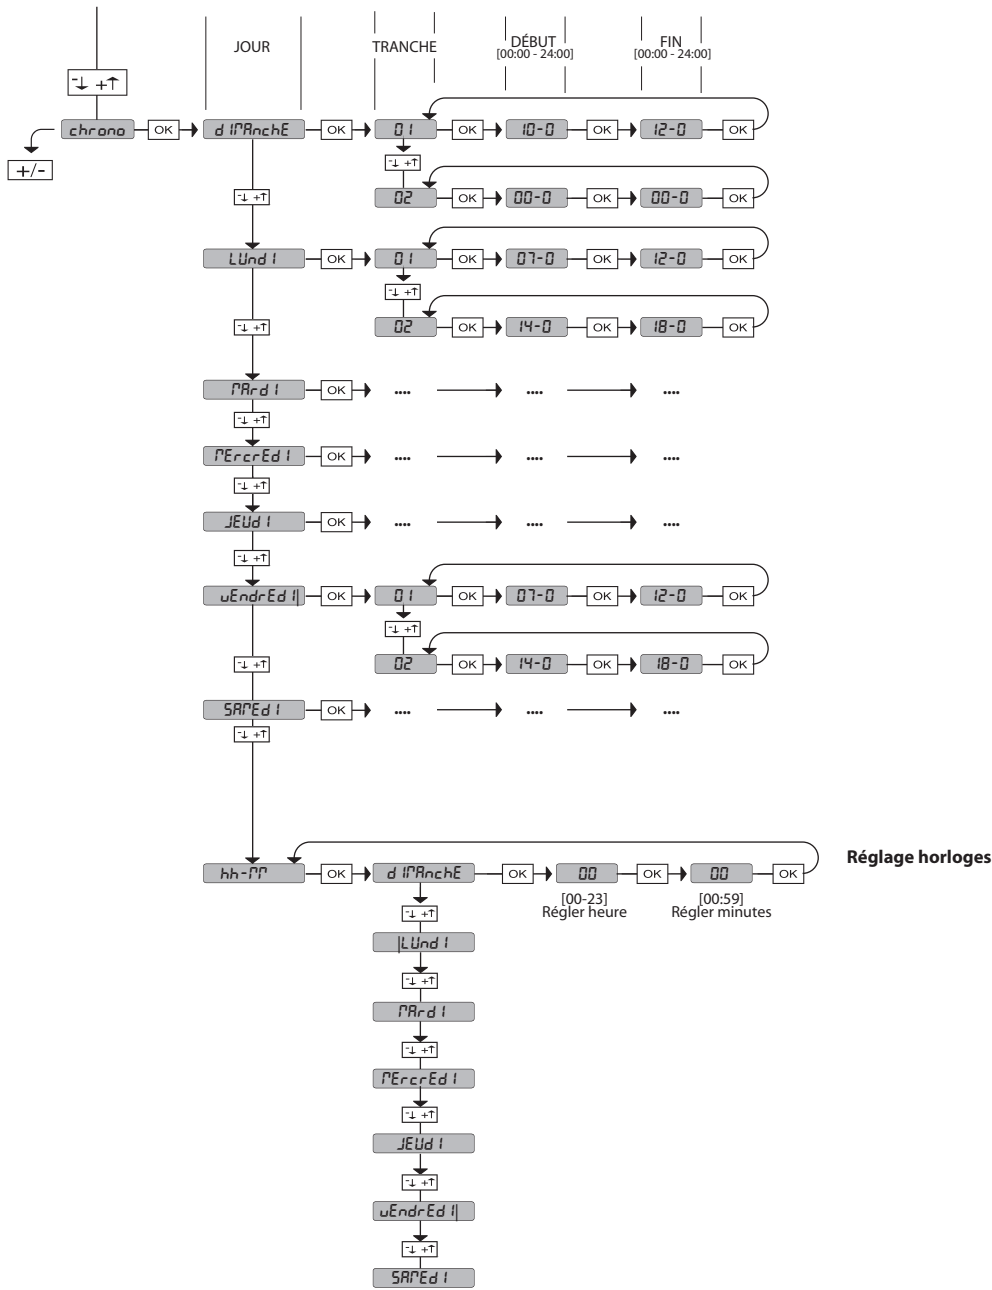 JOUR TRANCHE DÉBUT FIN
[00:00 - 24:00] [00:00 - 24:00]
-↓ +↑
chrono OK dIMAnchE OK 01 OK 10-0 OK 12-0 OK
+/-
-↓ +↑
-↓ +↑ 02 OK 00-0 OK 00-0 OK
LUndI OK 01 OK 07-0 OK 12-0 OK
-↓ +↑
-↓ +↑ 02 OK 14-0 OK 18-0 OK
MArdI OK .... .... ....
-↓ +↑
MErcrEdI OK .... .... ....
-↓ +↑
JEUdI OK .... .... ....
-↓ +↑
vEndrEdI| OK 01 OK 07-0 OK 12-0 OK
-↓ +↑
-↓ +↑ 02 OK 14-0 OK 18-0 OK
SAMEdI OK .... .... ....
-↓ +↑
Réglage horloges
hh-MM OK dIMAnchE OK 00 OK 00 OK
[00-23] [00:59]
Régler heure Régler minutes
-↓ +↑
|LUndI
-↓ +↑
MArdI
-↓ +↑
MErcrEdI
-↓ +↑
JEUdI
-↓ +↑
vEndrEdI|
-↓ +↑
SAMEdI